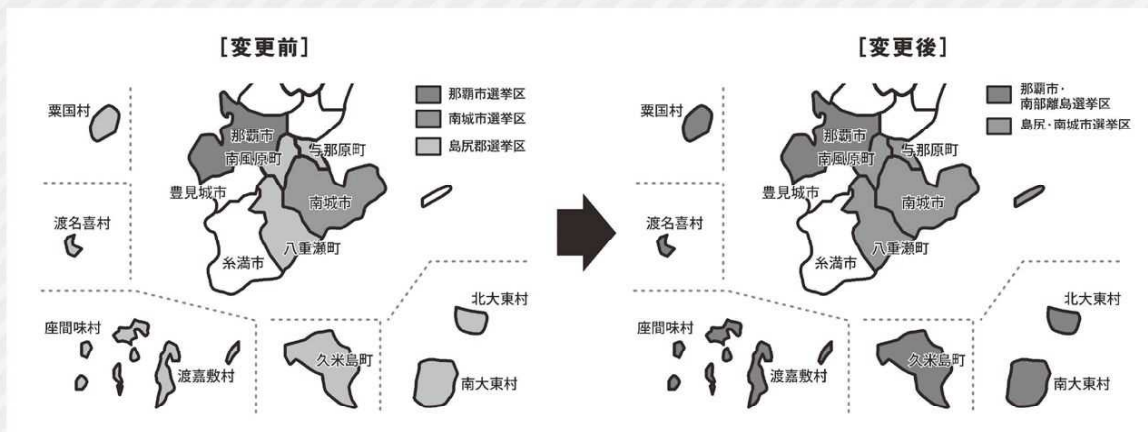 [変更前]
粟国村
那覇市
南風原町
与那原町
豊見城市
南城市
渡名喜村
八重瀬町
糸満市
座間味村
渡嘉敷村
久米島町
北大東村
南大東村
那覇市選挙区
南城市選挙区
島尻郡選挙区
[変更後]
粟国村
那覇市
南風原町
与那原町
豊見城市
南城市
渡名喜村
八重瀬町
糸満市
座間味村
渡嘉敷村
久米島町
北大東村
南大東村
那覇市・
南部離島選挙区
島尻・南城市選挙区